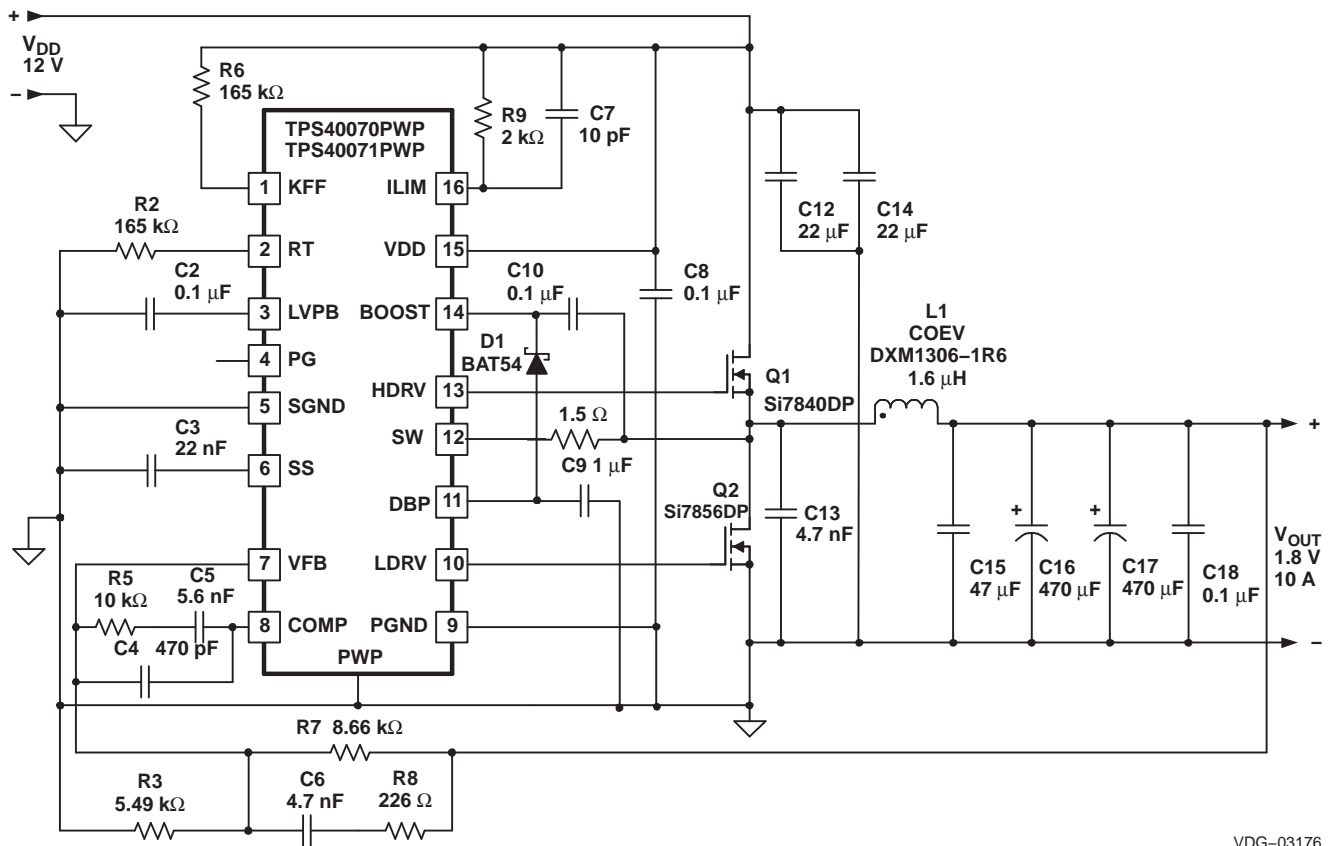 +
VDD
12 V
−
R6
165 kΩ
TPS40070PWP
TPS40071PWP
R9
2 kΩ
C7
10 pF
1 KFF
ILIM 16
R2
165 kΩ
2 RT
VDD 15
C12
22 μF
C14
22 μF
C2
0.1 μF
C10
0.1 μF
C8
0.1 μF
3 LVPB
BOOST 14
L1
COEV
DXM1306−1R6
1.6 μH
4 PG
D1
BAT54
HDRV 13
Q1
Si7840DP
5 SGND
1.5 Ω
C3
22 nF
SW 12
+
6 SS
C9 1 μF
DBP 11
Q2
Si7856DP
C13
4.7 nF
+
+
VOUT
1.8 V
10 A
7 VFB
LDRV 10
C15
47 μF
C16
470 μF
C17
470 μF
C18
0.1 μF
R5
10 kΩ
C5
5.6 nF
8 COMP
PGND 9
C4
470 pF
−
PWP
R7 8.66 kΩ
R3
5.49 kΩ
C6
4.7 nF
R8
226 Ω
VDG−03176